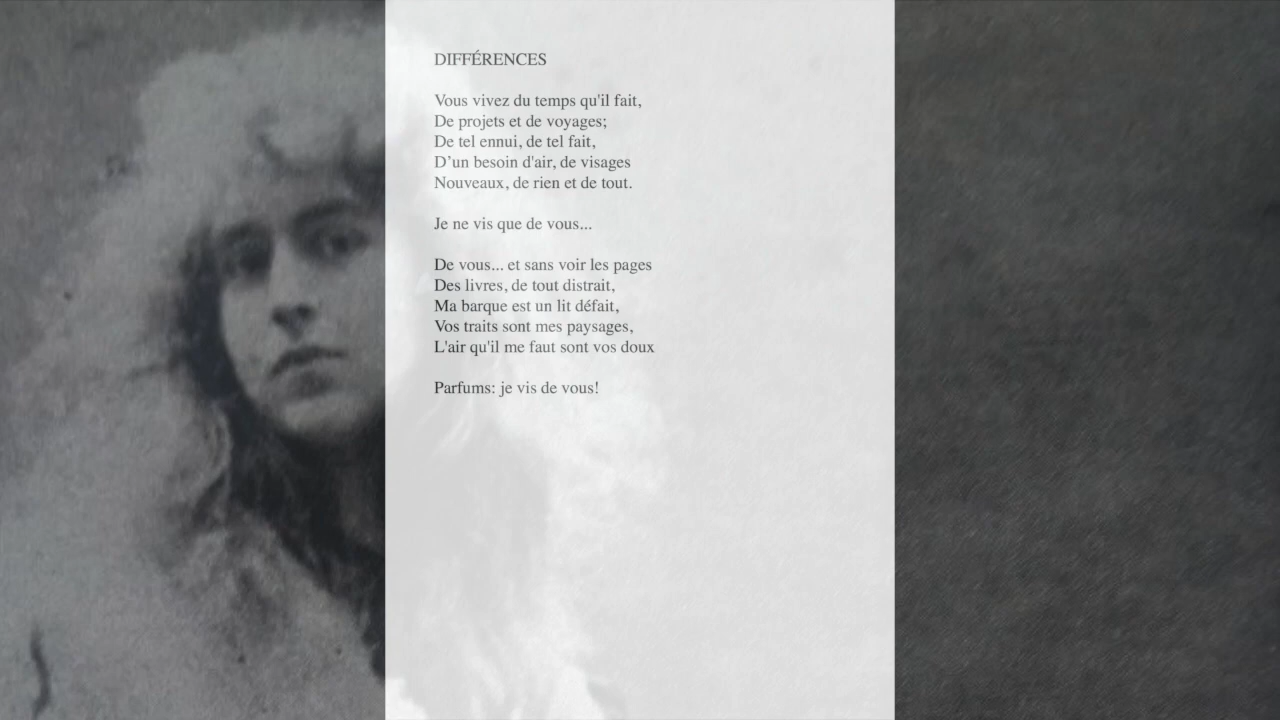 DIFFÉRENCES
Vous vivez du temps qu'il fait,
De projets et de voyages;
De tel ennui, de tel fait,
D’un besoin d'air, de visages
Nouveaux, de rien et de tout.
Je ne vis que de vous...
De vous... et sans voir les pages
Des livres, de tout distrait,
Ma barque est un lit défait,
Vos traits sont mes paysages,
L'air qu'il me faut sont vos doux
Parfums: je vis de vous!